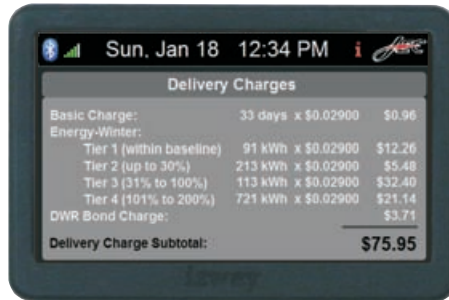 Sun, Jan 18 12:34 PM i
Delivery Charges
Basic Charge: 33 days x $0.02900 $0.96
Energy-Winter:
Tier 1 (within baseline) 91 kWh x $0.02900 $12.26
Tier 2 (up to 30%) 213 kWh x $0.02900 $5.48
Tier 3 (31% to 100%) 113 kWh x $0.02900 $32.40
Tier 4 (101% to 200%) 721 kWh x $0.02900 $21.14
DWR Bond Charge: $3.71
Delivery Charge Subtotal: $75.95